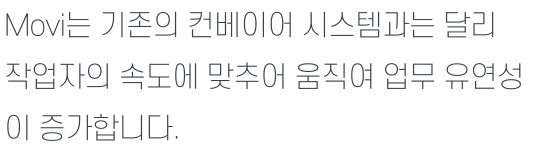 Movi는 기존의 컨베이어 시스템과는 달리
작업자의 속도에 맞추어 움직여 업무 유연성
이 증가합니다.